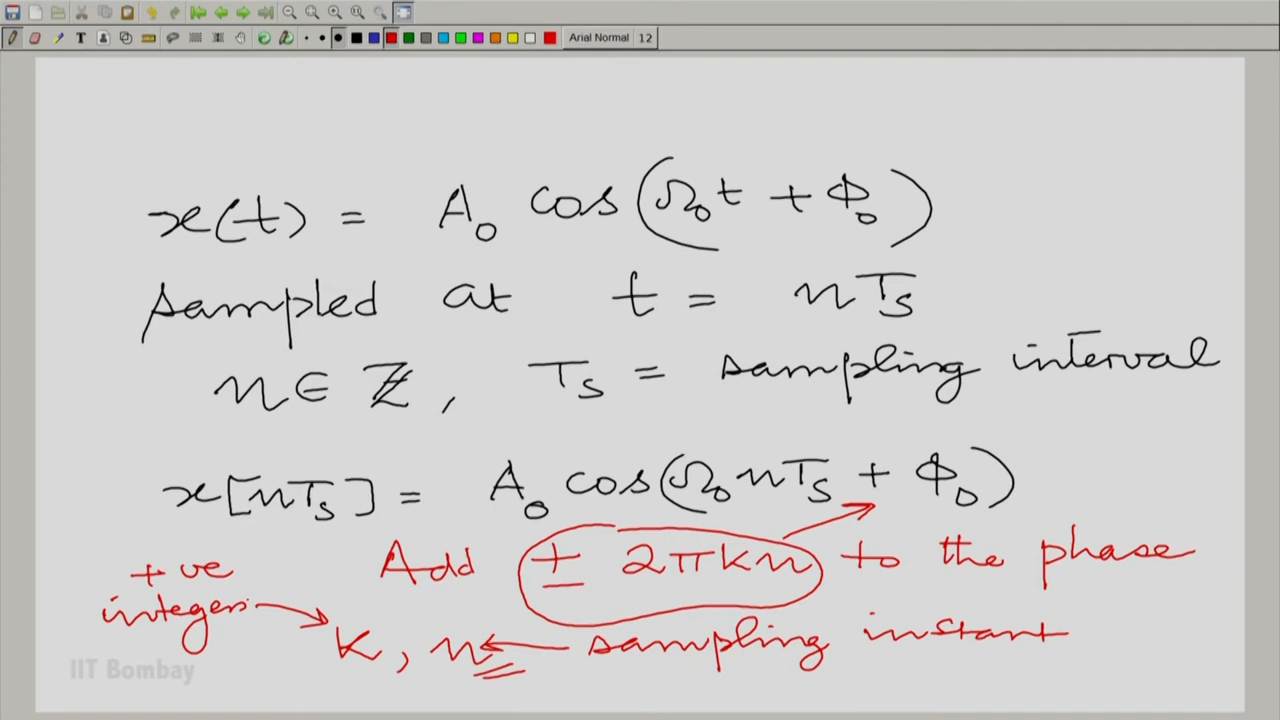 Arial Normal 12
x(t) = A₀ cos(Ω₀t + Φ₀)
sampled at t = nTₛ
n ∈ ℤ, Tₛ = sampling interval
x[nTₛ] = A₀ cos(Ω₀nTₛ + Φ₀)
Add ± 2πkn to the phase
+ve
integer
k, n ← sampling instant
IIT Bombay